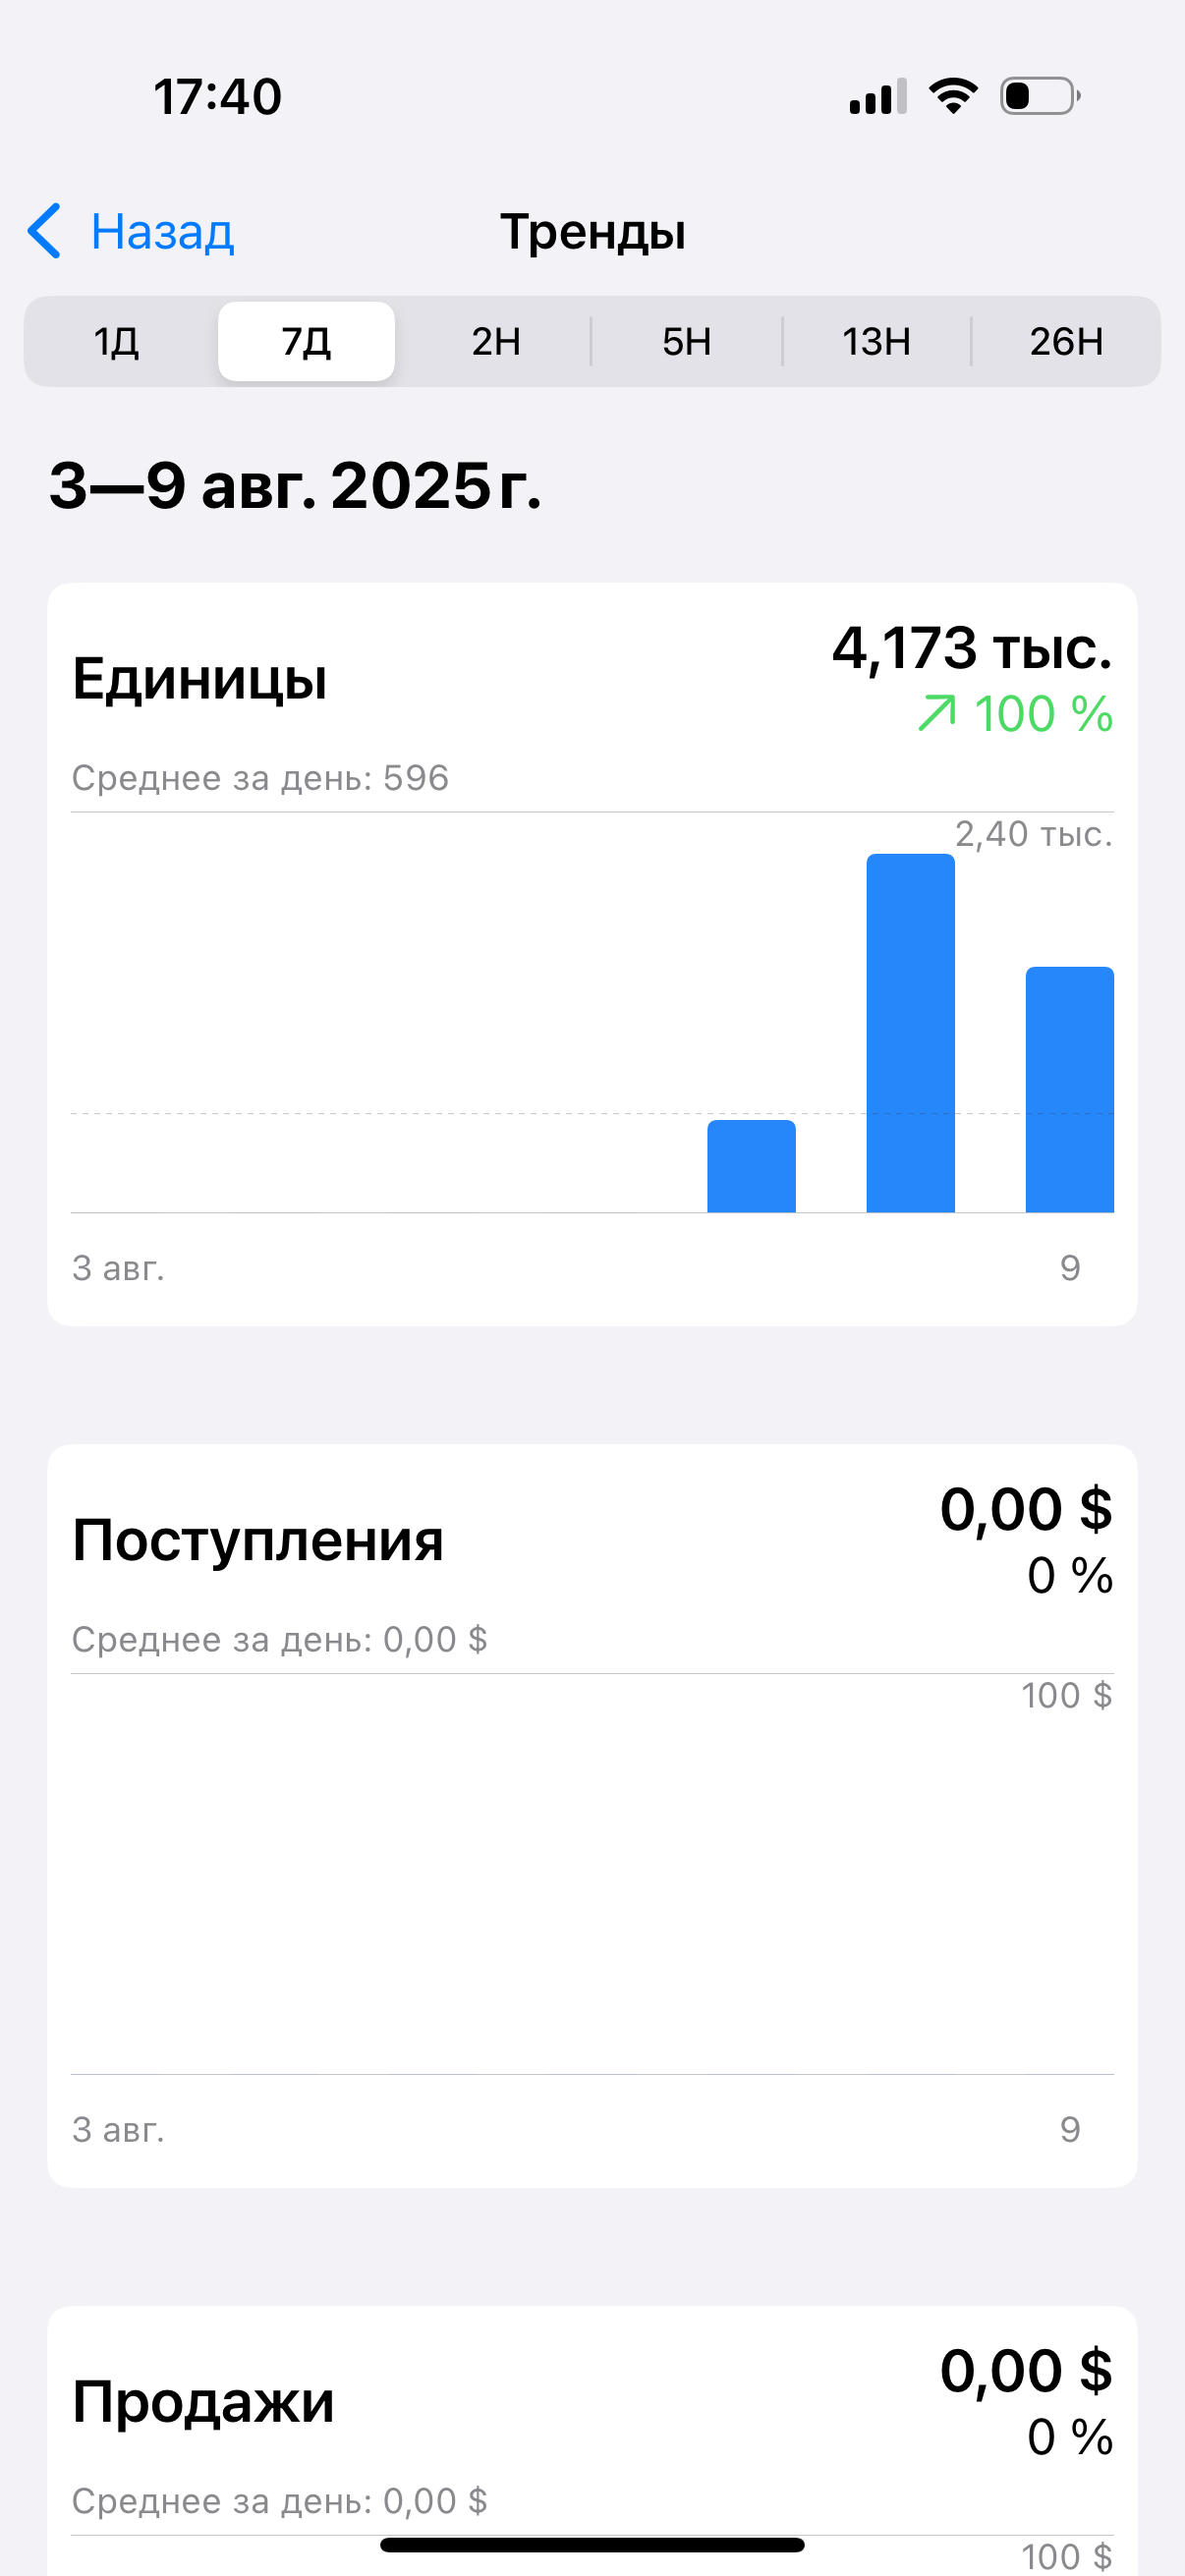 17:40
Назад
Тренды
1Д 7Д 2Н 5Н 13Н 26Н
3—9 авг. 2025 г.
Единицы
4,173 тыс.
100 %
Среднее за день: 596
2,40 тыс.
3 авг. 9
Поступления
0,00 $
0 %
Среднее за день: 0,00 $
100 $
3 авг. 9
Продажи
0,00 $
0 %
Среднее за день: 0,00 $
100 $